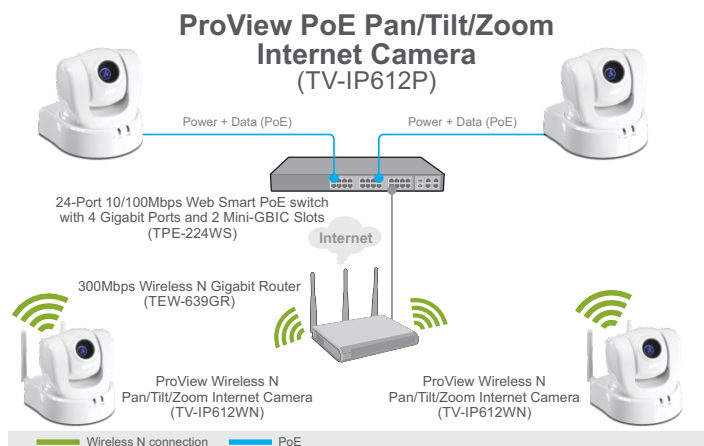 ProView PoE Pan/Tilt/Zoom
Internet Camera
(TV-IP612P)
Power + Data (PoE)
Power + Data (PoE)
24-Port 10/100Mbps Web Smart PoE switch
with 4 Gigabit Ports and 2 Mini-GBIC Slots
(TPE-224WS)
Internet
300Mbps Wireless N Gigabit Router
(TEW-639GR)
ProView Wireless N
Pan/Tilt/Zoom Internet Camera
(TV-IP612WN)
ProView Wireless N
Pan/Tilt/Zoom Internet Camera
(TV-IP612WN)
Wireless N connection
PoE